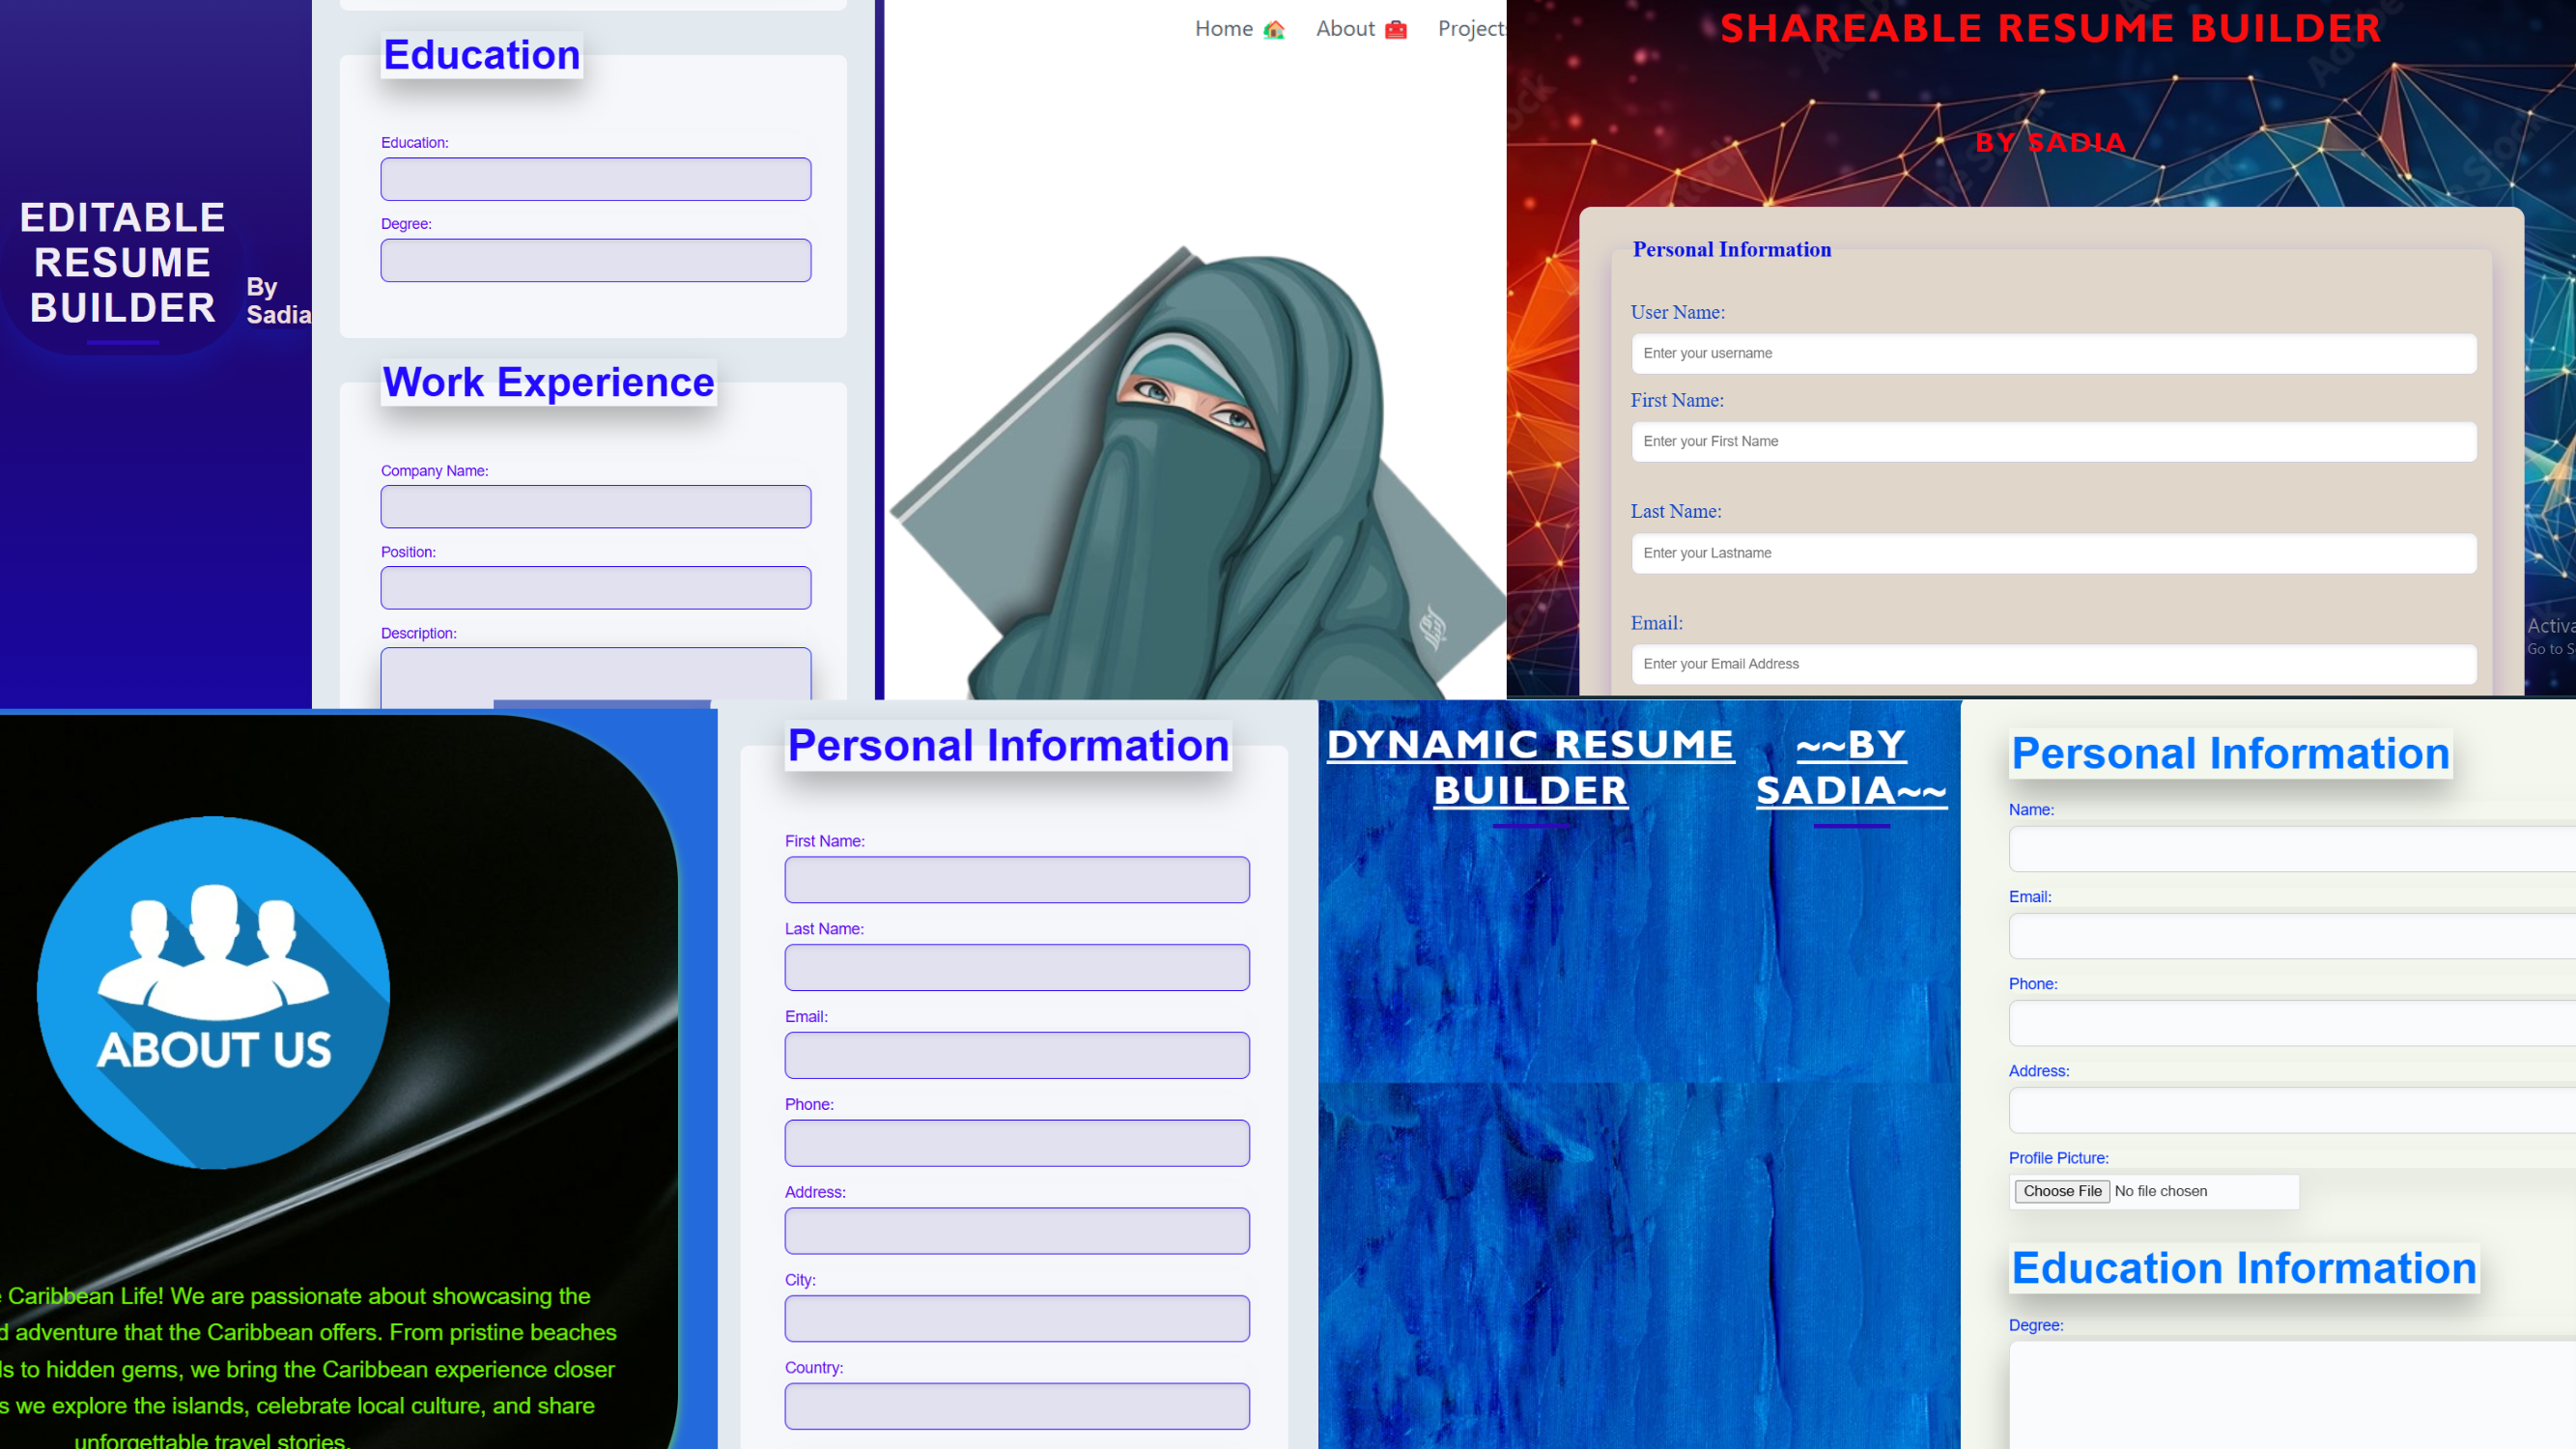 EDITABLE
RESUME
BUILDER
By
Sadia
Education
Education:
Degree:
Work Experience
Company Name:
Position:
Description:
Home
About
Projects
SHAREABLE RESUME BUILDER
BY SADIA
Personal Information
User Name:
Enter your username
First Name:
Enter your First Name
Last Name:
Enter your Lastname
Email:
Enter your Email Address
Activa
Go to S
ABOUT US
Caribbean Life! We are passionate about showcasing the
adventure that the Caribbean offers. From pristine beaches
to hidden gems, we bring the Caribbean experience closer
we explore the islands, celebrate local culture, and share
unforgettable travel stories.
Personal Information
First Name:
Last Name:
Email:
Phone:
Address:
City:
Country:
DYNAMIC RESUME
BUILDER
~~BY
SADIA~~
Personal Information
Name:
Email:
Phone:
Address:
Profile Picture:
Choose File No file chosen
Education Information
Degree: